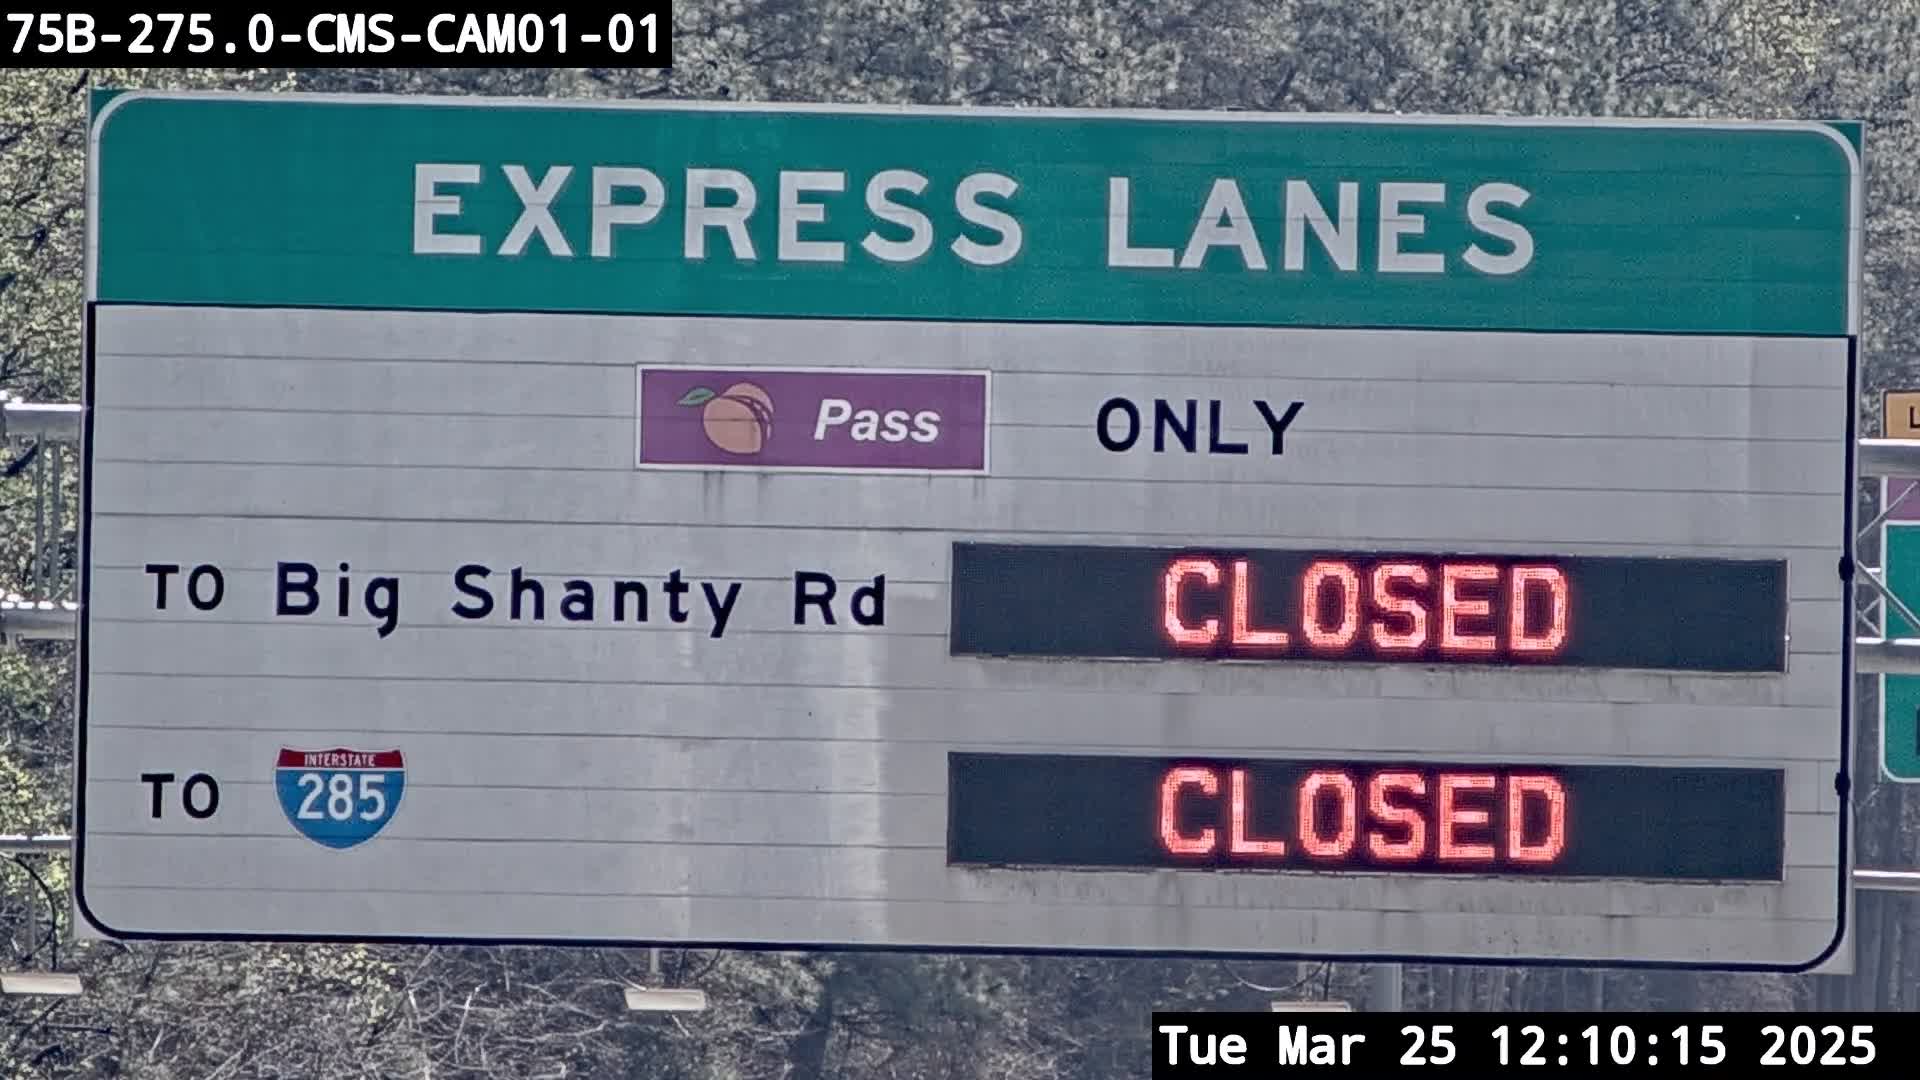 75B-275.0-CMS-CAM01-01
EXPRESS LANES
Pass ONLY
TO Big Shanty Rd CLOSED
TO INTERSTATE 285 CLOSED
Tue Mar 25 12:10:15 2025